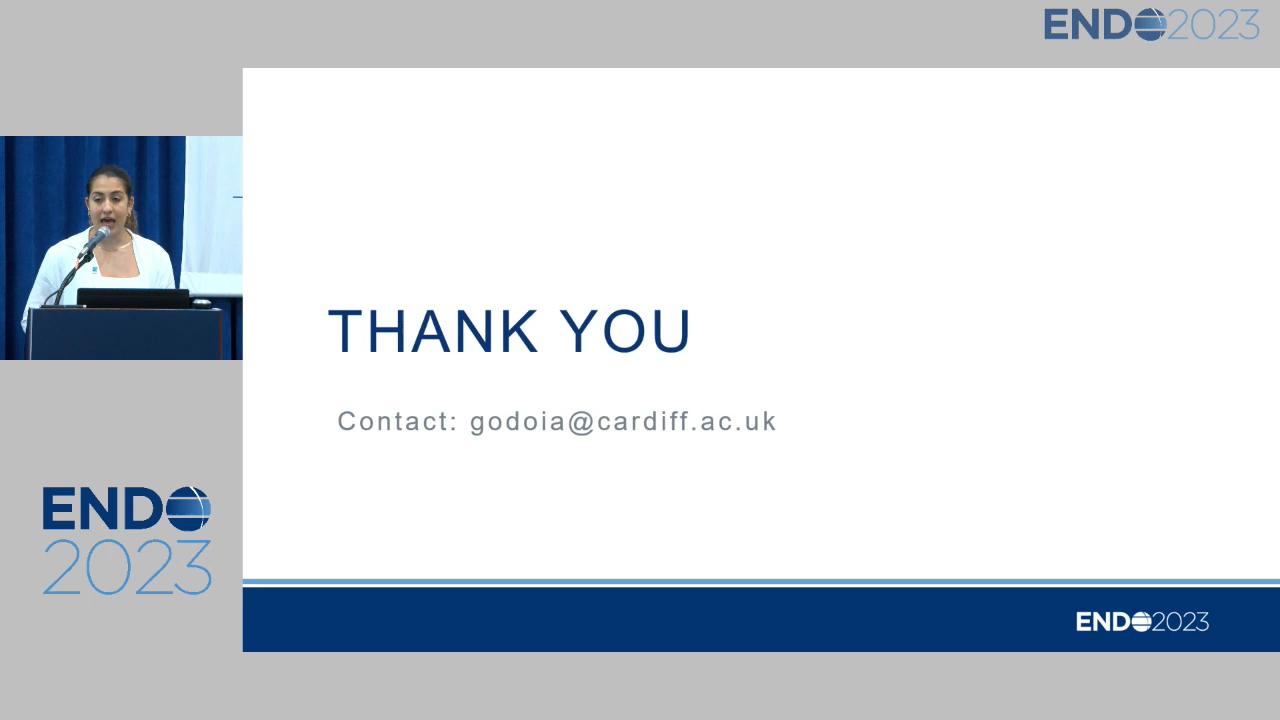 ENDO2023
THANK YOU
Contact: godoia@cardiff.ac.uk
ENDO
2023
ENDO2023